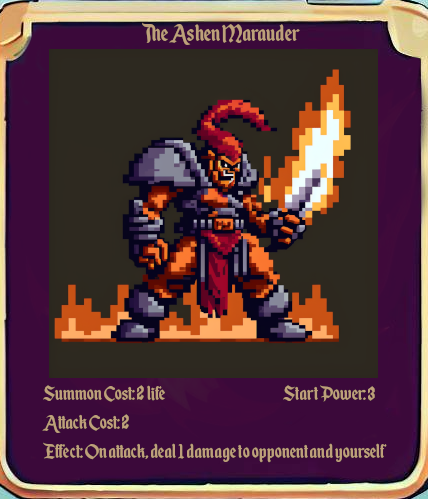 The Ashen Marauder
Summon Cost: 2 life Start Power: 3
Attack Cost: 2
Effect: On attack, deal 1 damage to opponent and yourself